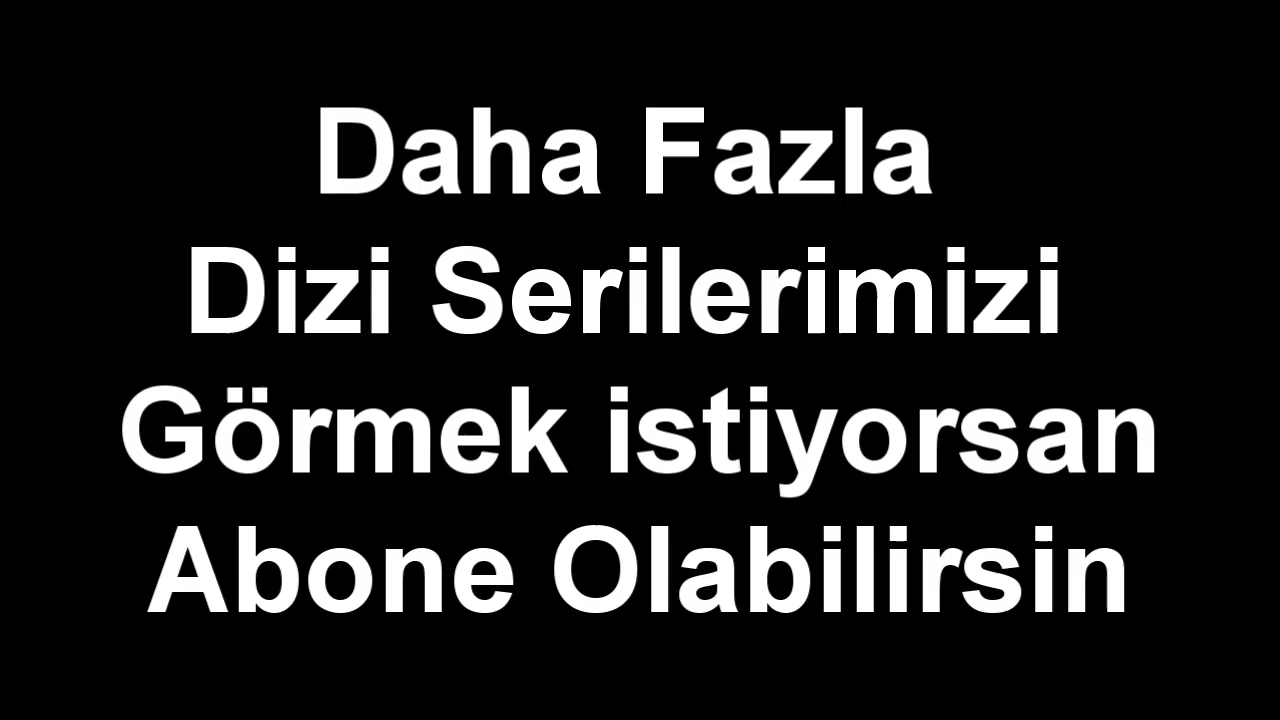 Daha Fazla
Dizi Serilerimizi
Görmek istiyorsan
Abone Olabilirsin